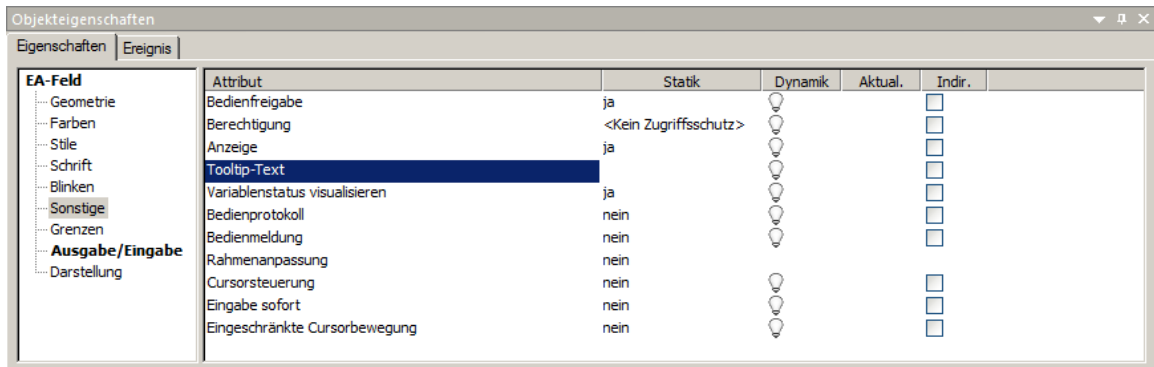 Objekteigenschaften
Eigenschaften Ereignis
EA-Feld
Geometrie
Farben
Stile
Schrift
Blinken
Sonstige
Grenzen
Ausgabe/Eingabe
Darstellung
Attribut Statik Dynamik Aktual. Indir.
Bedienfreigabe ja
Berechtigung <Kein Zugriffsschutz>
Anzeige ja
Tooltip-Text
Variablenstatus visualisieren ja
Bedienprotokoll nein
Bedienmeldung nein
Rahmenanpassung nein
Cursorsteuerung nein
Eingabe sofort nein
Eingeschränkte Cursorbewegung nein